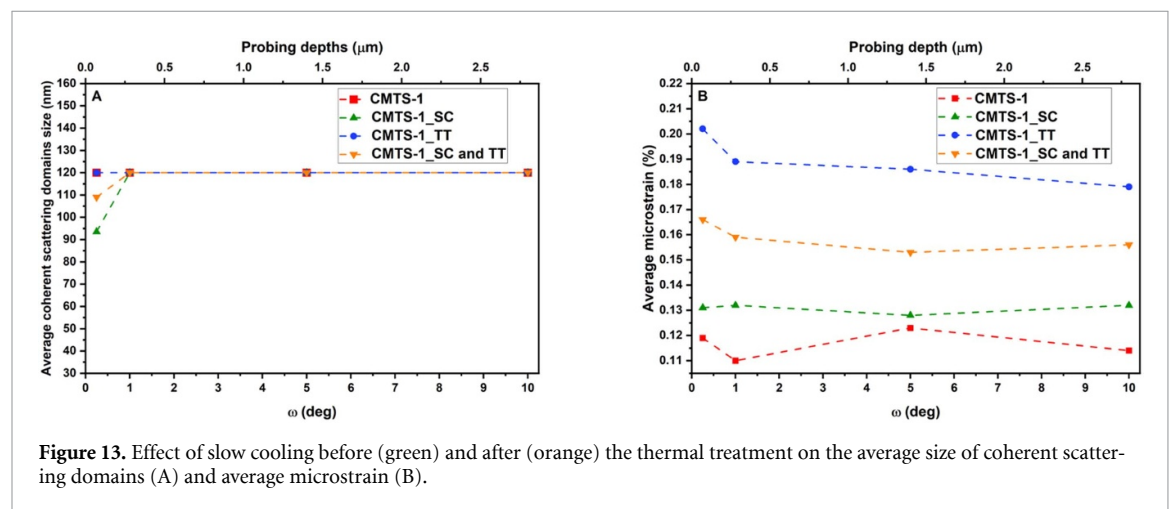 Probing depths (μm)
0.0 0.5 1.0 1.5 2.0 2.5
160
150
140
130
120
110
100
90
80
70
60
50
40
30
Average coherent scattering domains size (nm)
A
CMTS-1
CMTS-1_SC
CMTS-1_TT
CMTS-1_SC and TT
0 1 2 3 4 5 6 7 8 9 10
ω (deg)
Probing depth (μm)
0.0 0.5 1.0 1.5 2.0 2.5
0.22
0.21
0.20
0.19
0.18
0.17
0.16
0.15
0.14
0.13
0.12
0.11
Average microstrain (%)
B
CMTS-1
CMTS-1_SC
CMTS-1_TT
CMTS-1_SC and TT
0 1 2 3 4 5 6 7 8 9 10
ω (deg)
Figure 13. Effect of slow cooling before (green) and after (orange) the thermal treatment on the average size of coherent scatter-
ing domains (A) and average microstrain (B).